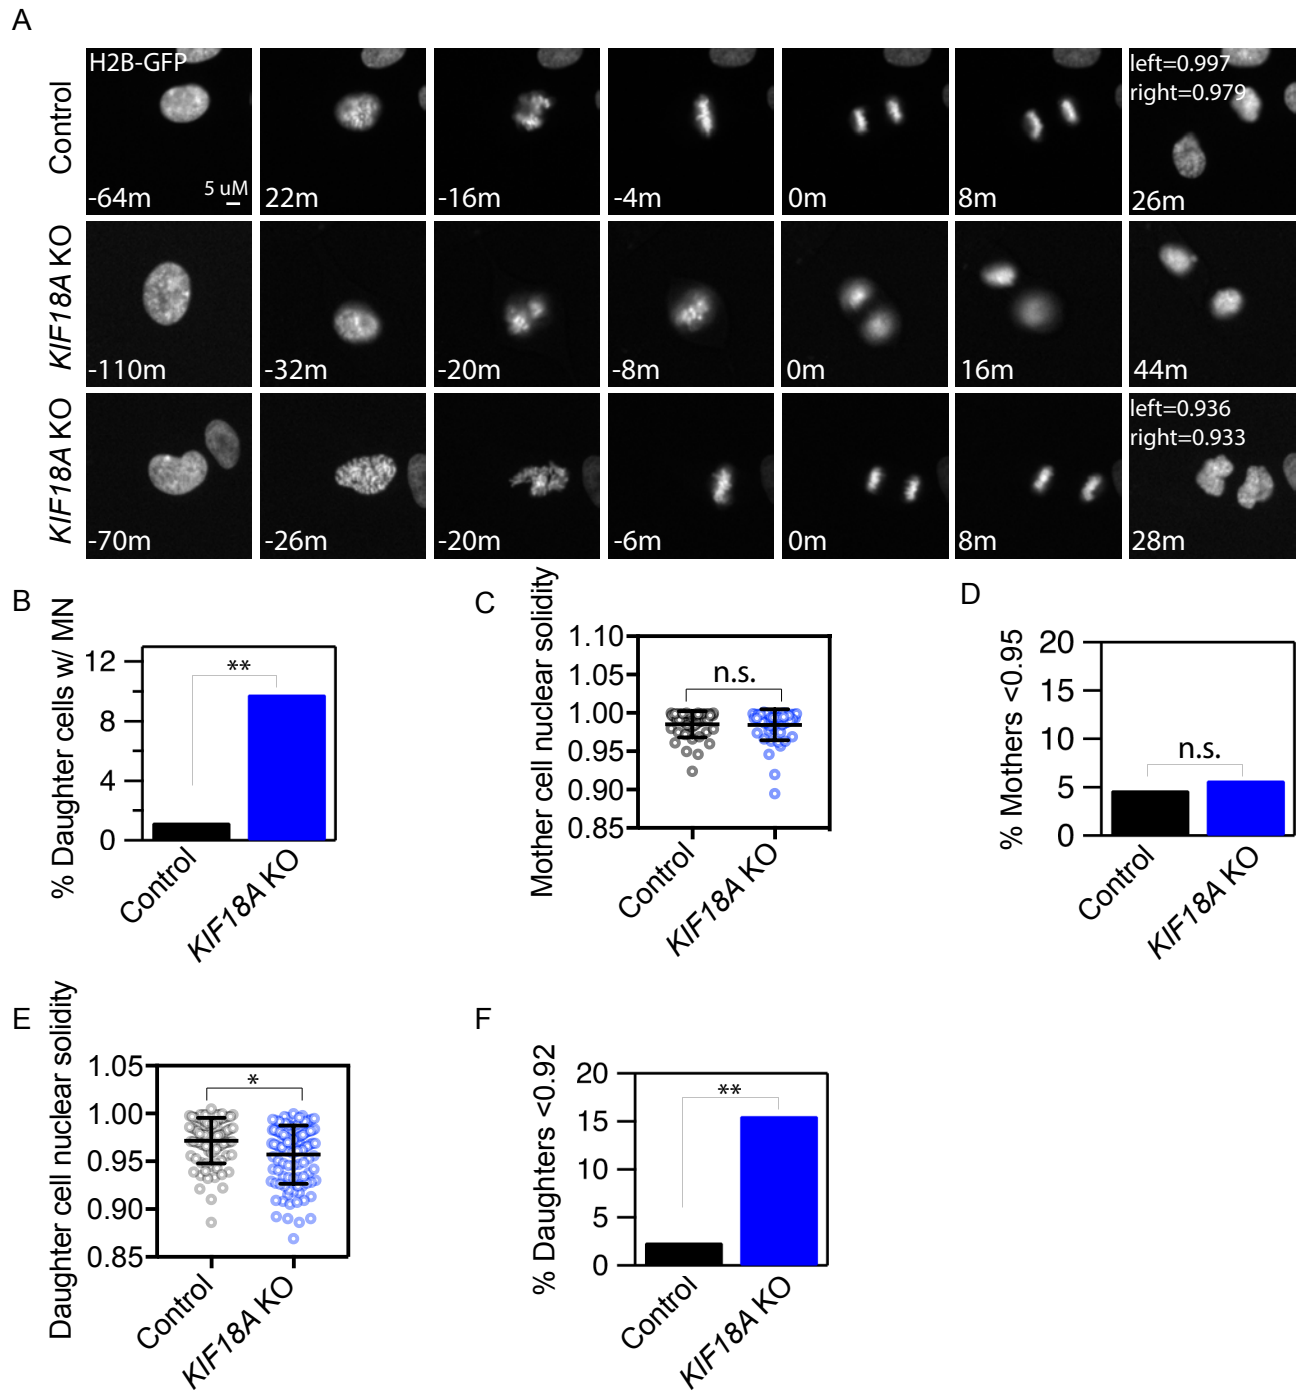 A
Control
H2B-GFP
-64m
5 uM
22m
-16m
-4m
0m
8m
left=0.997
right=0.979
26m
KIF18A KO
-110m
-32m
-20m
-8m
0m
16m
44m
KIF18A KO
-70m
-26m
-20m
-6m
0m
8m
left=0.936
right=0.933
28m
B
% Daughter cells w/ MN
12
8
4
0
**
Control
KIF18A KO
C
Mother cell nuclear solidity
1.10
1.05
1.00
0.95
0.90
0.85
n.s.
Control
KIF18A KO
D
% Mothers <0.95
20
15
10
5
0
n.s.
Control
KIF18A KO
E
Daughter cell nuclear solidity
1.05
1.00
0.95
0.90
0.85
*
Control
KIF18A KO
F
% Daughters <0.92
20
15
10
5
0
**
Control
KIF18A KO